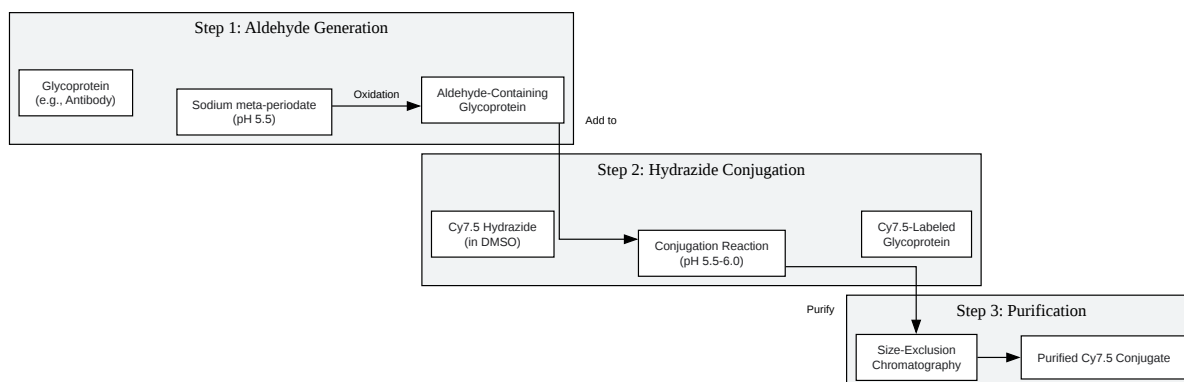 Step 1: Aldehyde Generation
Glycoprotein
(e.g., Antibody)
Sodium meta-periodate
(pH 5.5)
Oxidation
Aldehyde-Containing
Glycoprotein
Add to
Step 2: Hydrazide Conjugation
Cy7.5 Hydrazide
(in DMSO)
Conjugation Reaction
(pH 5.5-6.0)
Cy7.5-Labeled
Glycoprotein
Purify
Step 3: Purification
Size-Exclusion
Chromatography
Purified Cy7.5 Conjugate